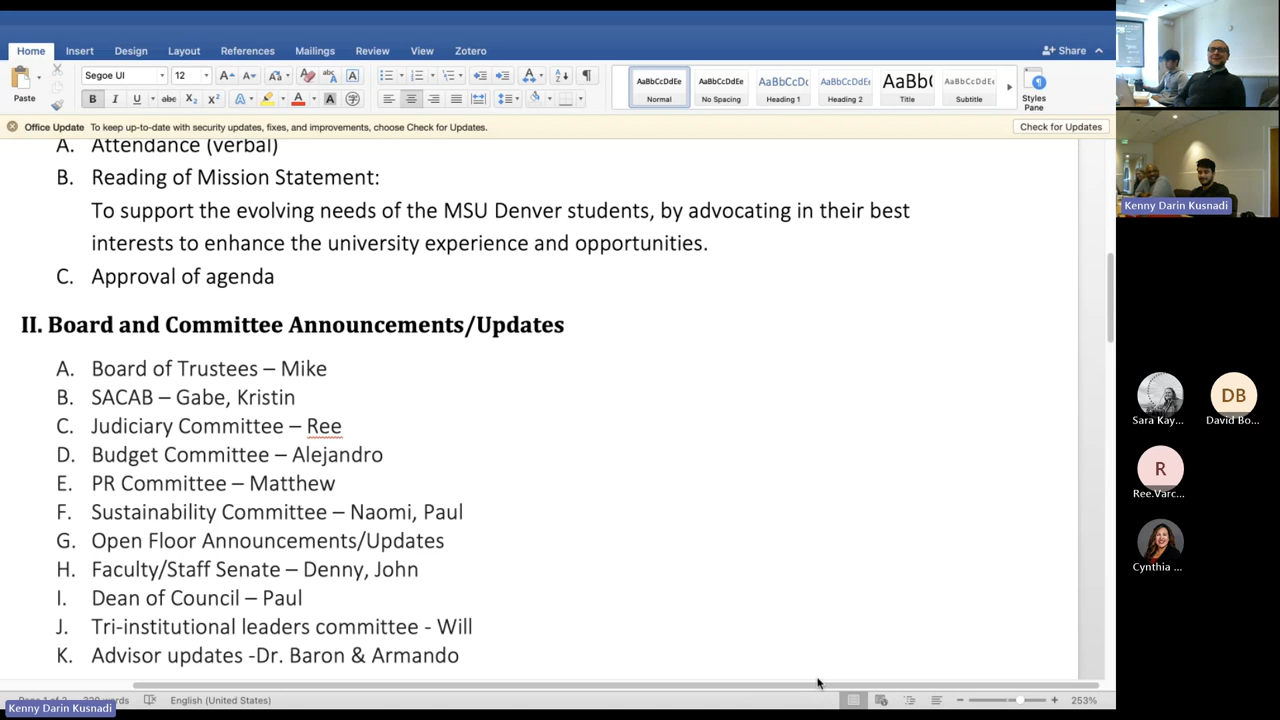 Home Insert Design Layout References Mailings Review View Zotero Share
Paste Segoe UI 12
AaBbCcDdEe AaBbCcDdEe AaBbCcDc AaBbCcDdE AaBb( AaBbCcDdEe
Normal No Spacing Heading 1 Heading 2 Title Subtitle Styles Pane
Office Update To keep up-to-date with security updates, fixes, and improvements, choose Check for Updates. Check for Updates
A. Attendance (verbal)
B. Reading of Mission Statement:
To support the evolving needs of the MSU Denver students, by advocating in their best
interests to enhance the university experience and opportunities.
C. Approval of agenda
II. Board and Committee Announcements/Updates
A. Board of Trustees – Mike
B. SACAB – Gabe, Kristin
C. Judiciary Committee – Ree
D. Budget Committee – Alejandro
E. PR Committee – Matthew
F. Sustainability Committee – Naomi, Paul
G. Open Floor Announcements/Updates
H. Faculty/Staff Senate – Denny, John
I. Dean of Council – Paul
J. Tri-institutional leaders committee - Will
K. Advisor updates -Dr. Baron & Armando
English (United States) 253%
Kenny Darin Kusnadi
Kenny Darin Kusnadi
DB
Sara Kay... David Bo...
R
Ree.Varc...
Cynthia ...